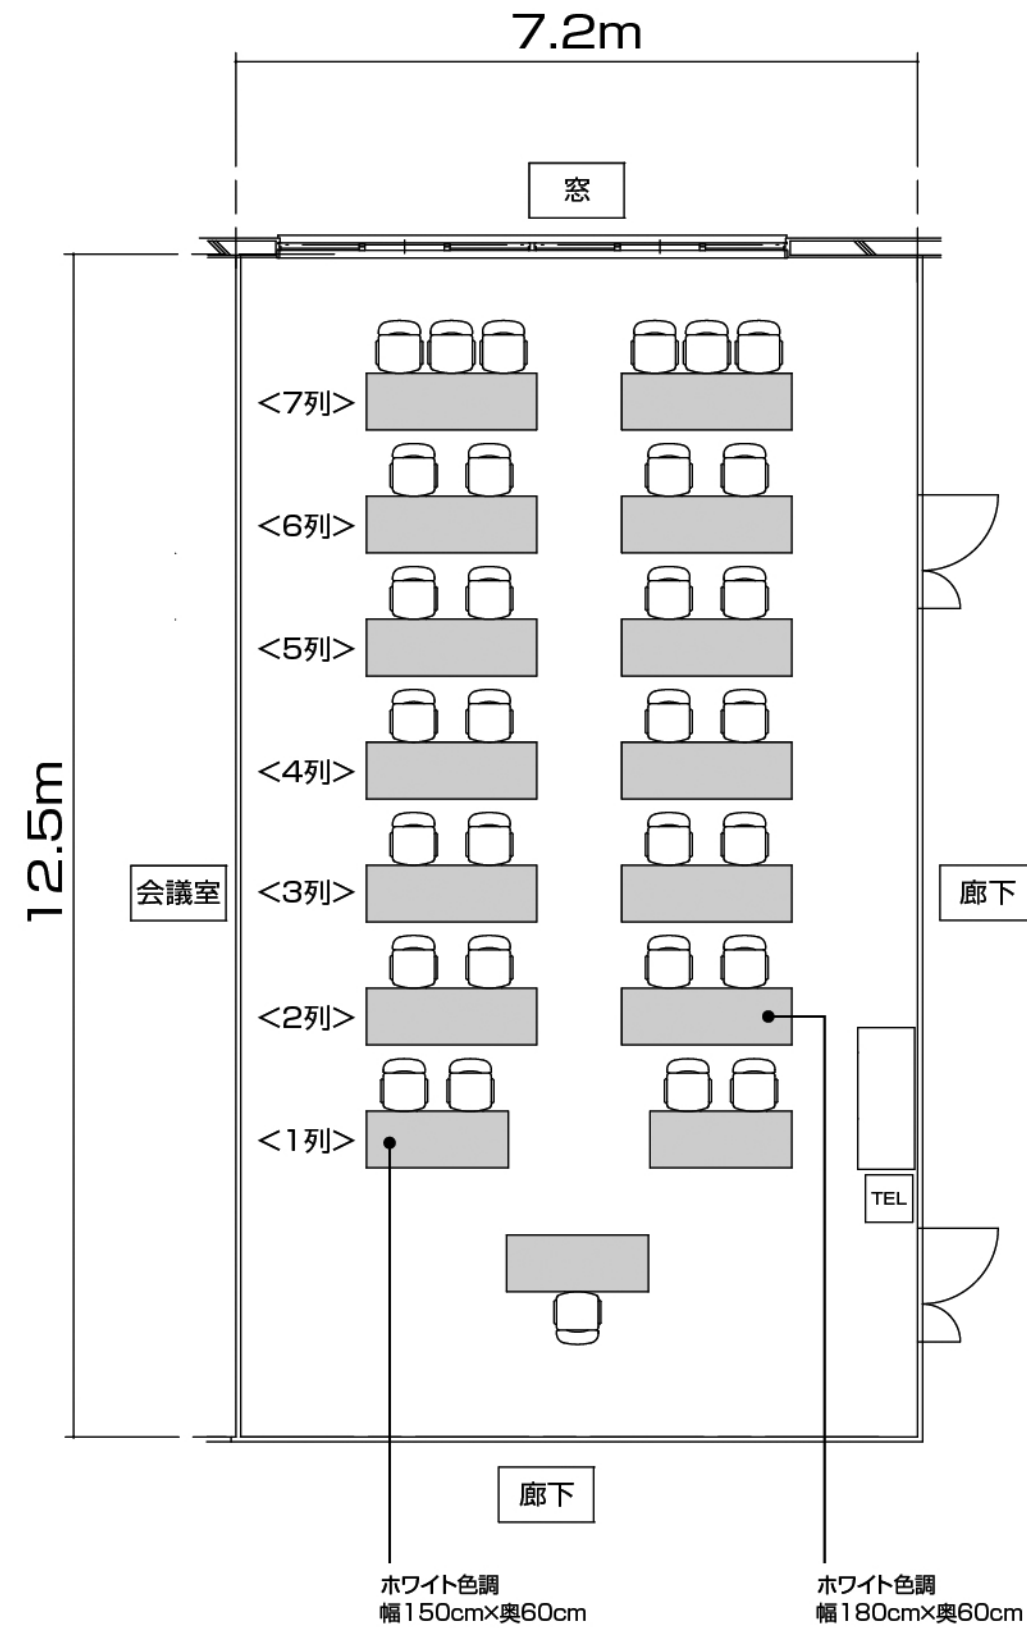 7.2m
窓
<7列>
<6列>
<5列>
<4列>
12.5m
会議室
<3列>
廊下
<2列>
<1列>
TEL
廊下
ホワイト色調
幅150cm×奥60cm
ホワイト色調
幅180cm×奥60cm